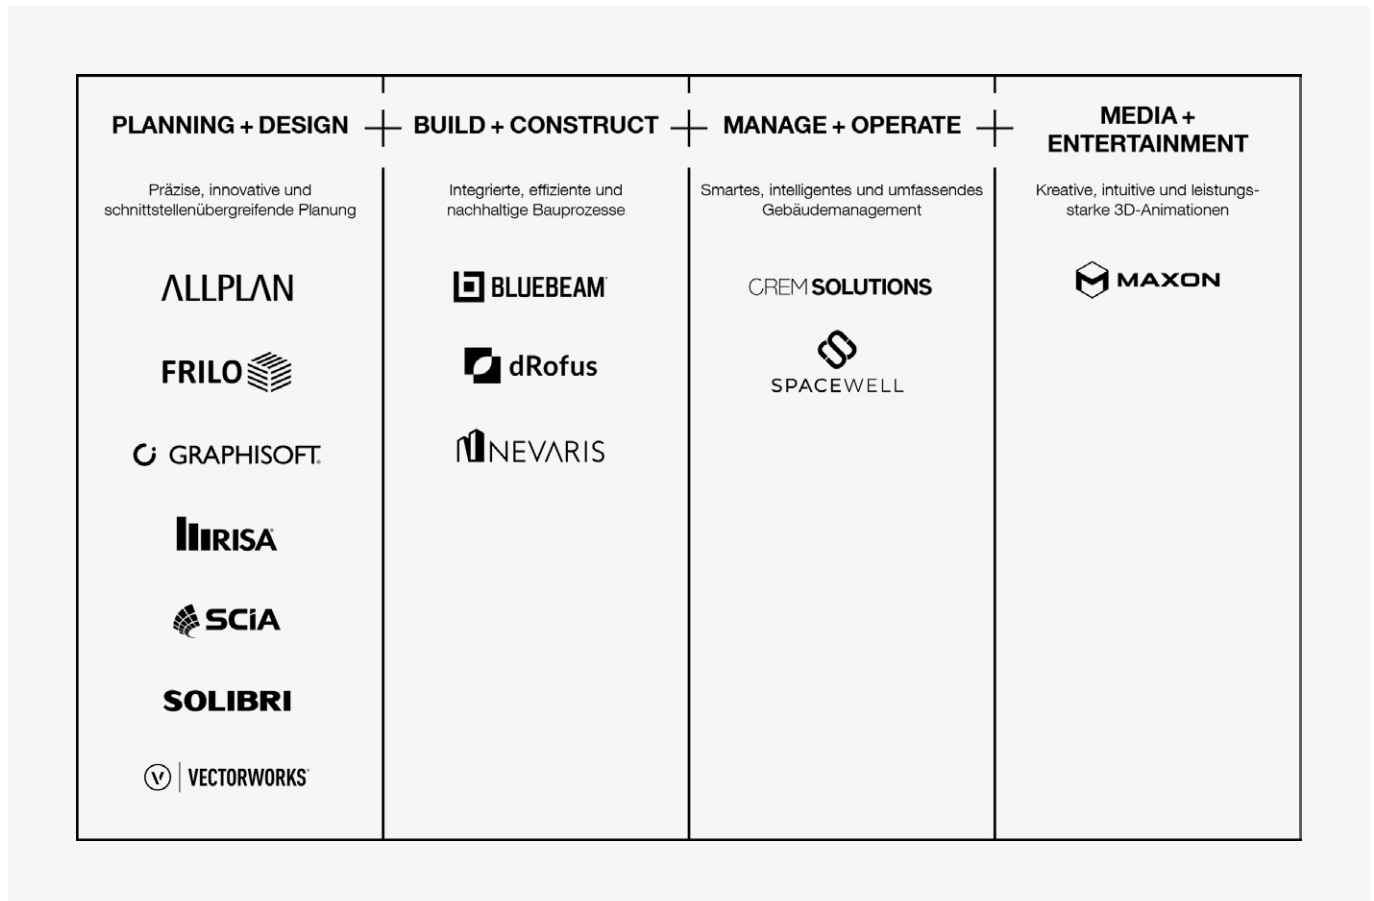 PLANNING + DESIGN
Präzise, innovative und
schnittstellenübergreifende Planung
ALLPLAN
FRILO
GRAPHISOFT.
RISA
SCiA
SOLIBRI
V VECTORWORKS
BUILD + CONSTRUCT
Integrierte, effiziente und
nachhaltige Bauprozesse
BLUEBEAM
dRofus
NEVARIS
MANAGE + OPERATE
Smartes, intelligentes und umfassendes
Gebäudemanagement
CREM SOLUTIONS
SPACEWELL
MEDIA +
ENTERTAINMENT
Kreative, intuitive und leistungs-
starke 3D-Animationen
MAXON